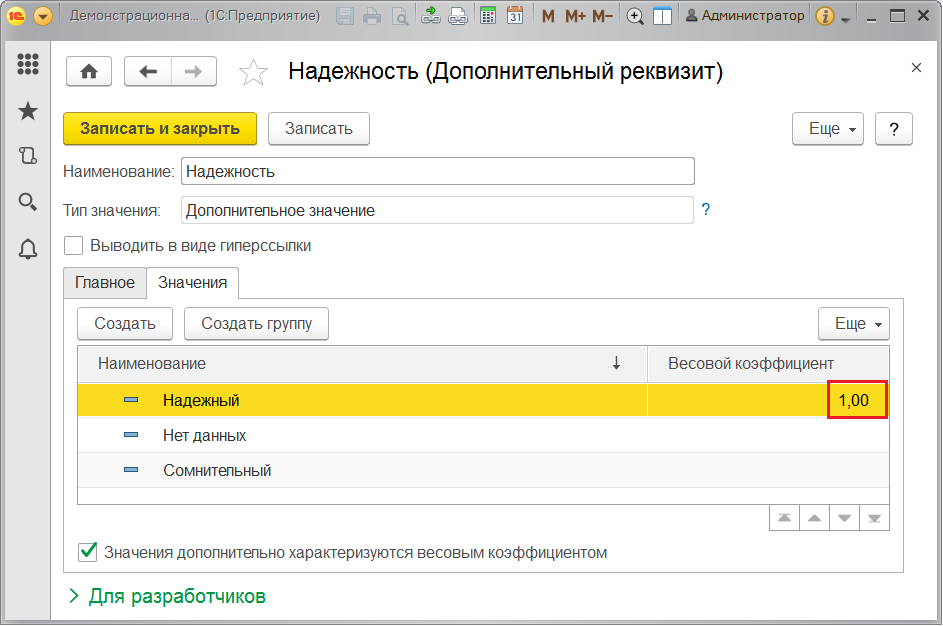 1С Демонстрационна... (1С:Предприятие) 31 M M+ M- Администратор i
Надежность (Дополнительный реквизит)
Записать и закрыть Записать Еще ?
Наименование: Надежность
Тип значения: Дополнительное значение ?
Выводить в виде гиперссылки
Главное Значения
Создать Создать группу Еще
Наименование Весовой коэффициент
Надежный 1,00
Нет данных
Сомнительный
Значения дополнительно характеризуются весовым коэффициентом
Для разработчиков